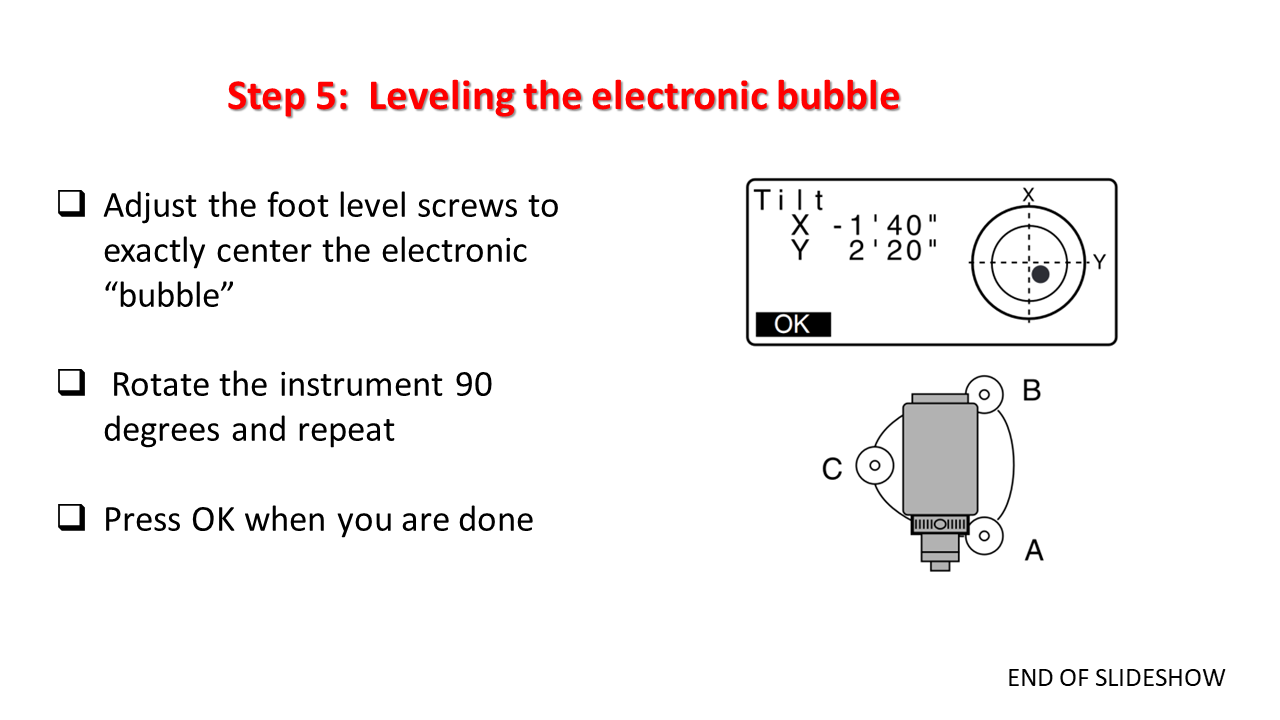 Step 5:  Leveling the electronic bubble
❑ Adjust the foot level screws to
exactly center the electronic
“bubble”
❑ Rotate the instrument 90
degrees and repeat
❑ Press OK when you are done
Tilt
X -1'40"
Y 2'20"
OK
X
Y
B
C
A
END OF SLIDESHOW